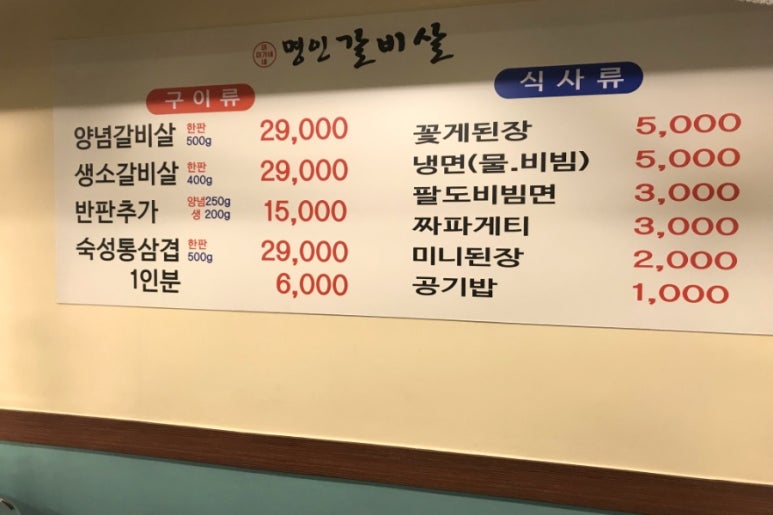 명인갈비살
구이류
양념갈비살 한판 500g 29,000
생소갈비살 한판 400g 29,000
반판추가 양념250g 생 200g 15,000
숙성통삼겹 한판 500g 29,000
1인분 6,000
식사류
꽃게된장 5,000
냉면(물.비빔) 5,000
팔도비빔면 3,000
짜파게티 3,000
미니된장 2,000
공기밥 1,000